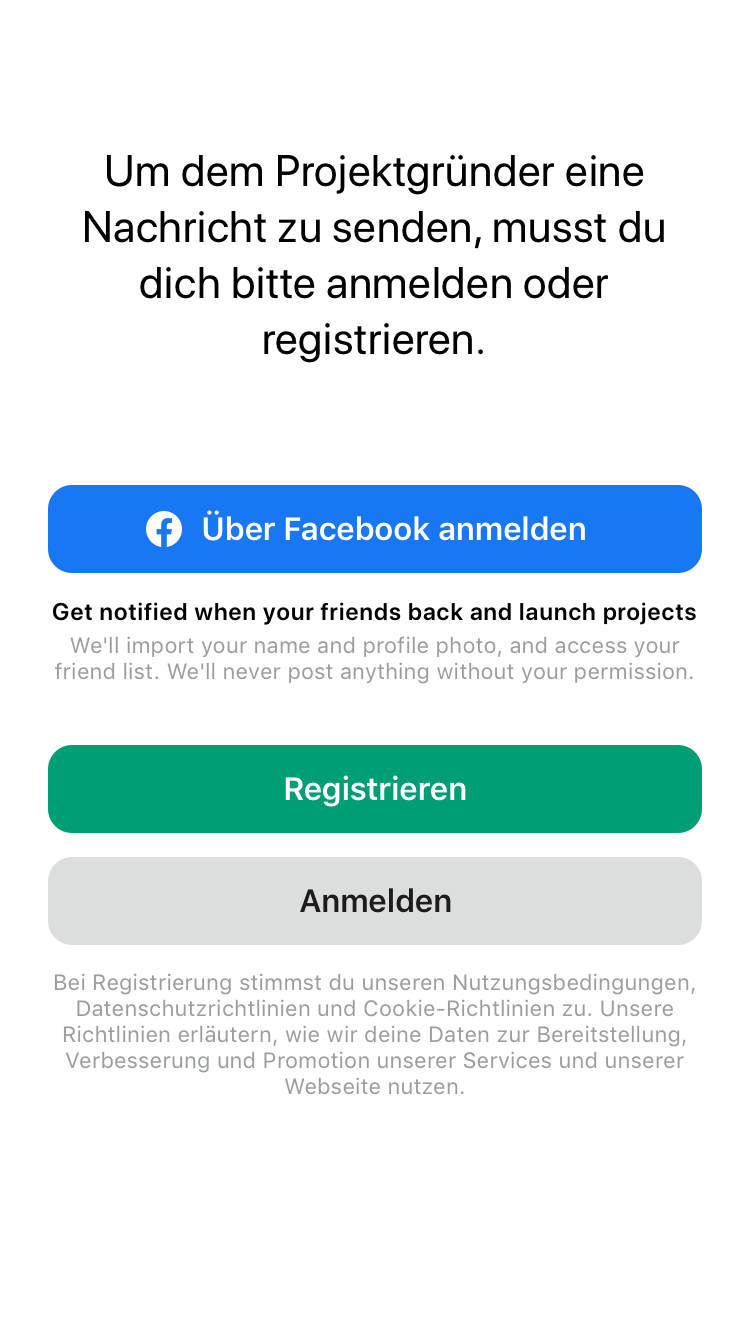 Um dem Projektgründer eine
Nachricht zu senden, musst du
dich bitte anmelden oder
registrieren.
Über Facebook anmelden
Get notified when your friends back and launch projects
We'll import your name and profile photo, and access your
friend list. We'll never post anything without your permission.
Registrieren
Anmelden
Bei Registrierung stimmst du unseren Nutzungsbedingungen,
Datenschutzrichtlinien und Cookie-Richtlinien zu. Unsere
Richtlinien erläutern, wie wir deine Daten zur Bereitstellung,
Verbesserung und Promotion unserer Services und unserer
Webseite nutzen.